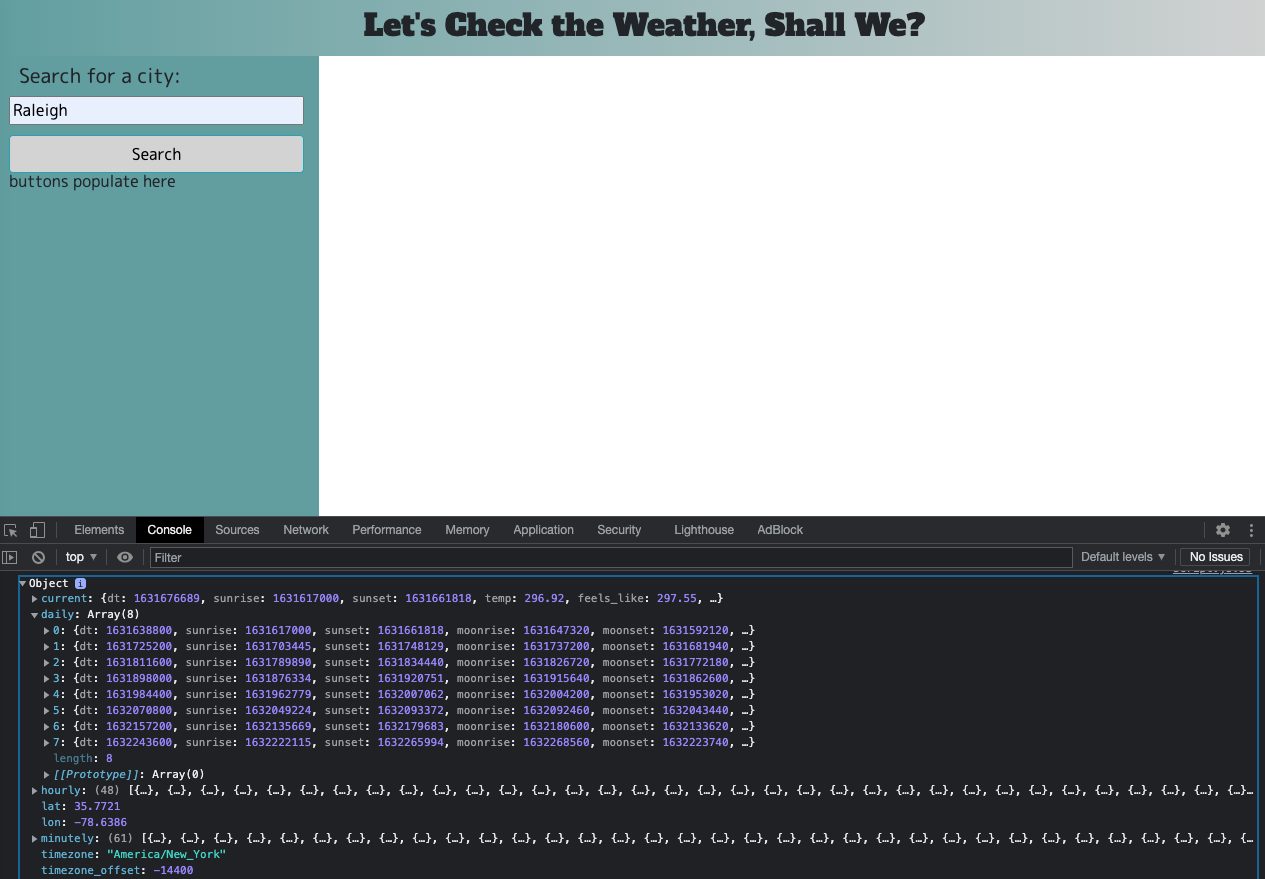 Let's Check the Weather, Shall We?
Search for a city:
Raleigh
Search
buttons populate here
Elements Console Sources Network Performance Memory Application Security Lighthouse AdBlock
top ▼ Filter Default levels ▼ No Issues
▼Object i
▶current: {dt: 1631676689, sunrise: 1631617000, sunset: 1631661818, temp: 296.92, feels_like: 297.55, …}
▼daily: Array(8)
▶0: {dt: 1631638800, sunrise: 1631617000, sunset: 1631661818, moonrise: 1631647320, moonset: 1631592120, …}
▶1: {dt: 1631725200, sunrise: 1631703445, sunset: 1631748129, moonrise: 1631737200, moonset: 1631681940, …}
▶2: {dt: 1631811600, sunrise: 1631789890, sunset: 1631834440, moonrise: 1631826720, moonset: 1631772180, …}
▶3: {dt: 1631898000, sunrise: 1631876334, sunset: 1631920751, moonrise: 1631915640, moonset: 1631862600, …}
▶4: {dt: 1631984400, sunrise: 1631962779, sunset: 1632007062, moonrise: 1632004200, moonset: 1631953020, …}
▶5: {dt: 1632070800, sunrise: 1632049224, sunset: 1632093372, moonrise: 1632092460, moonset: 1632043440, …}
▶6: {dt: 1632157200, sunrise: 1632135669, sunset: 1632179683, moonrise: 1632180600, moonset: 1632133620, …}
▶7: {dt: 1632243600, sunrise: 1632222115, sunset: 1632265994, moonrise: 1632268560, moonset: 1632223740, …}
length: 8
▶[[Prototype]]: Array(0)
▶hourly: (48) [{…}, {…}, {…}, {…}, {…}, {…}, {…}, {…}, {…}, {…}, {…}, {…}, {…}, {…}, {…}, {…}, {…}, {…}, {…}, {…}, {…}, {…}, {…}, {…}, {…}, {…}, {…}, {…}, {…}, {…}, {…}, {…}, {…}, {…}…
lat: 35.7721
lon: -78.6386
▶minutely: (61) [{…}, {…}, {…}, {…}, {…}, {…}, {…}, {…}, {…}, {…}, {…}, {…}, {…}, {…}, {…}, {…}, {…}, {…}, {…}, {…}, {…}, {…}, {…}, {…}, {…}, {…}, {…}, {…}, {…}, {…}, {…}, {…}, {…}, {…
timezone: "America/New_York"
timezone_offset: -14400